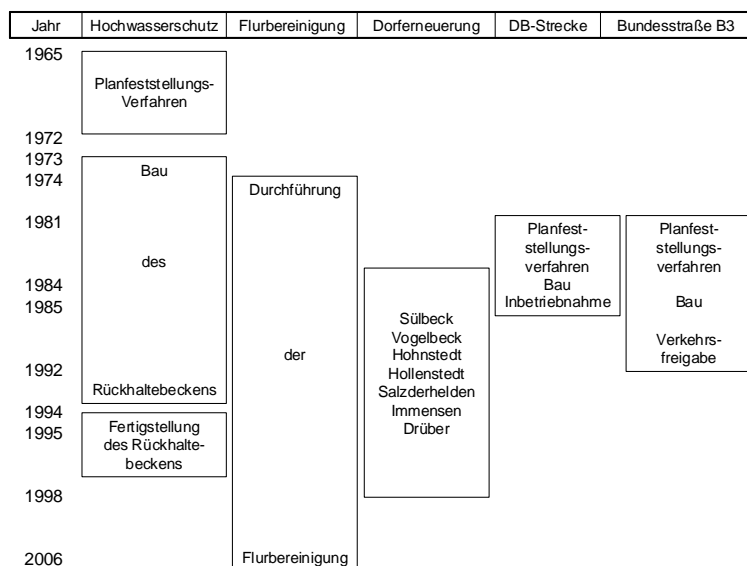 Jahr Hochwasserschutz Flurbereinigung Dorferneuerung DB-Strecke Bundesstraße B3
1965
Planfeststellungs-
Verfahren
1972
1973
Bau
1974
Durchführung
1981
Planfest-
stellungs-
verfahren
Planfest-
stellungs-
verfahren
des
1984
Bau
1985
Inbetriebnahme
Bau
Sülbeck
Vogelbeck
Hohnstedt
Hollenstedt
Salzderhelden
Immensen
Drüber
der
Verkehrs-
freigabe
1992
Rückhaltebeckens
1994
Fertigstellung
des Rückhalte-
beckens
1995
1998
2006
Flurbereinigung